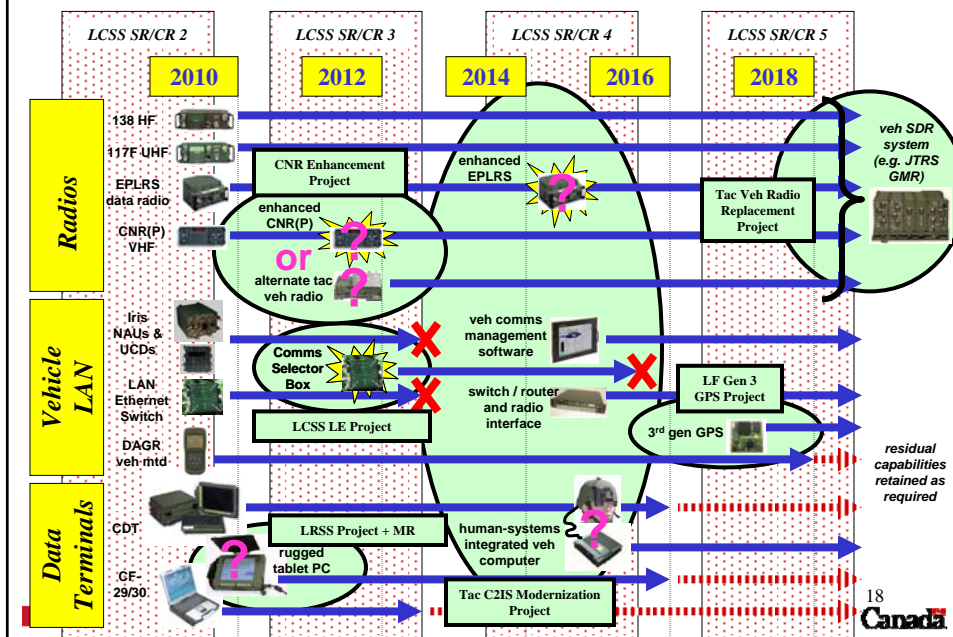 LCSS SR/CR 2
LCSS SR/CR 3
LCSS SR/CR 4
LCSS SR/CR 5
2010
2012
2014
2016
2018
Radios
138 HF
117F UHF
EPLRS
data radio
CNR(P)
VHF
CNR Enhancement
Project
enhanced
CNR(P)
?
or
alternate tac
veh radio
?
enhanced
EPLRS
?
Tac Veh Radio
Replacement
Project
veh SDR
system
(e.g. JTRS
GMR)
Vehicle
LAN
Iris
NAUs &
UCDs
LAN
Ethernet
Switch
DAGR
veh mtd
Comms
Selector
Box
LCSS LE Project
veh comms
management
software
switch / router
and radio
interface
LF Gen 3
GPS Project
3rd gen GPS
residual
capabilities
retained as
required
Data
Terminals
CDT
CF-
29/30
LRSS Project + MR
?
rugged
tablet PC
human-systems
integrated veh
computer
?
Tac C2IS Modernization
Project
18
Canada